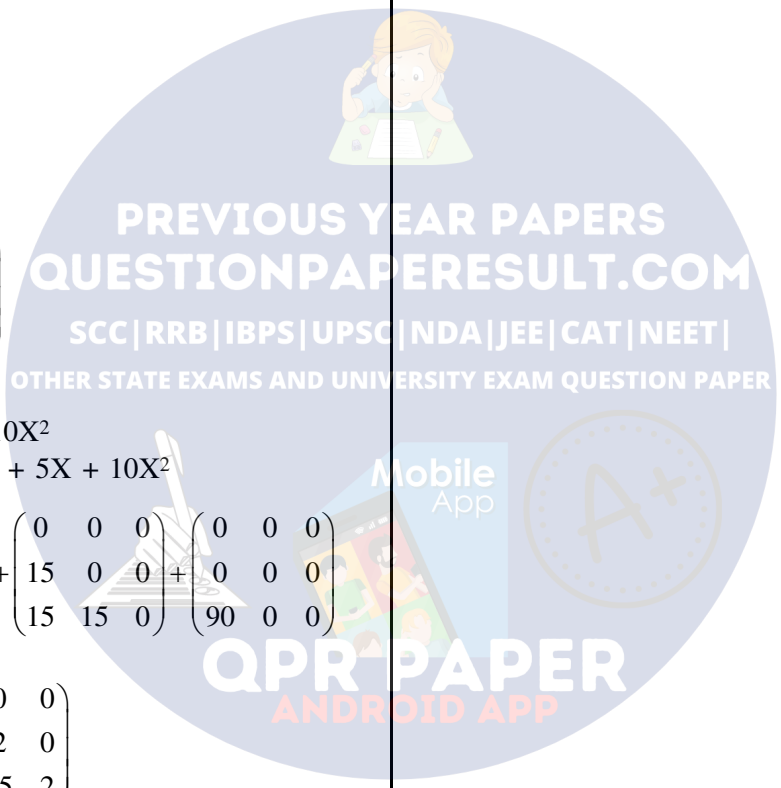 PREVIOUS YEAR PAPERS
QUESTIONPAPERESULT.COM
SCC|RRB|IBPS|UPSC|NDA|JEE|CAT|NEET|
OTHER STATE EXAMS AND UNIVERSITY EXAM QUESTION PAPER
0X²
+ 5X + 10X²
Mobile
App
A+
+ ( 0 0 0 ) + ( 0 0 0 )
15 0 0 0 0 0
15 15 0 90 0 0
QPR PAPER
ANDROID APP
0 0
2 0
5 2